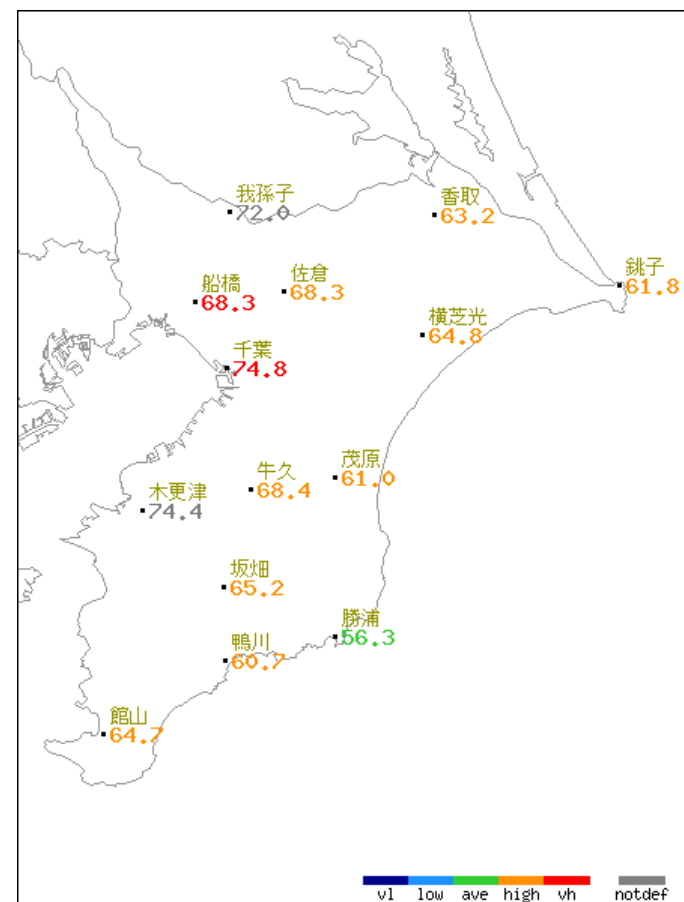 我孫子
72.0
香取
63.2
船橋
68.3
佐倉
68.3
銚子
61.8
横芝光
64.8
千葉
74.8
牛久
68.4
茂原
61.0
木更津
74.4
坂畑
65.2
勝浦
56.3
鴨川
60.7
館山
64.7
vl low ave high vh notdef